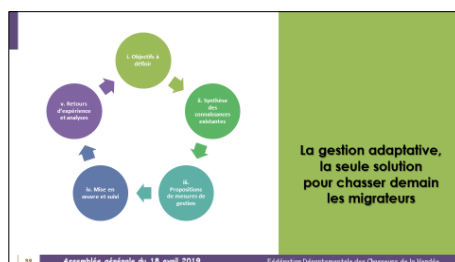 i. Objectifs à
définir
ii. Synthèse
des
connaissances
existantes
iii.
Propositions
de mesures de
gestion
iv. Mise en
œuvre et suivi
v. Retours
d'expérience
et analyses
La gestion adaptative,
la seule solution
pour chasser demain
les migrateurs
Assemblée générale du 18 avril 2019
Fédération Départementale des Chasseurs de la Vendée